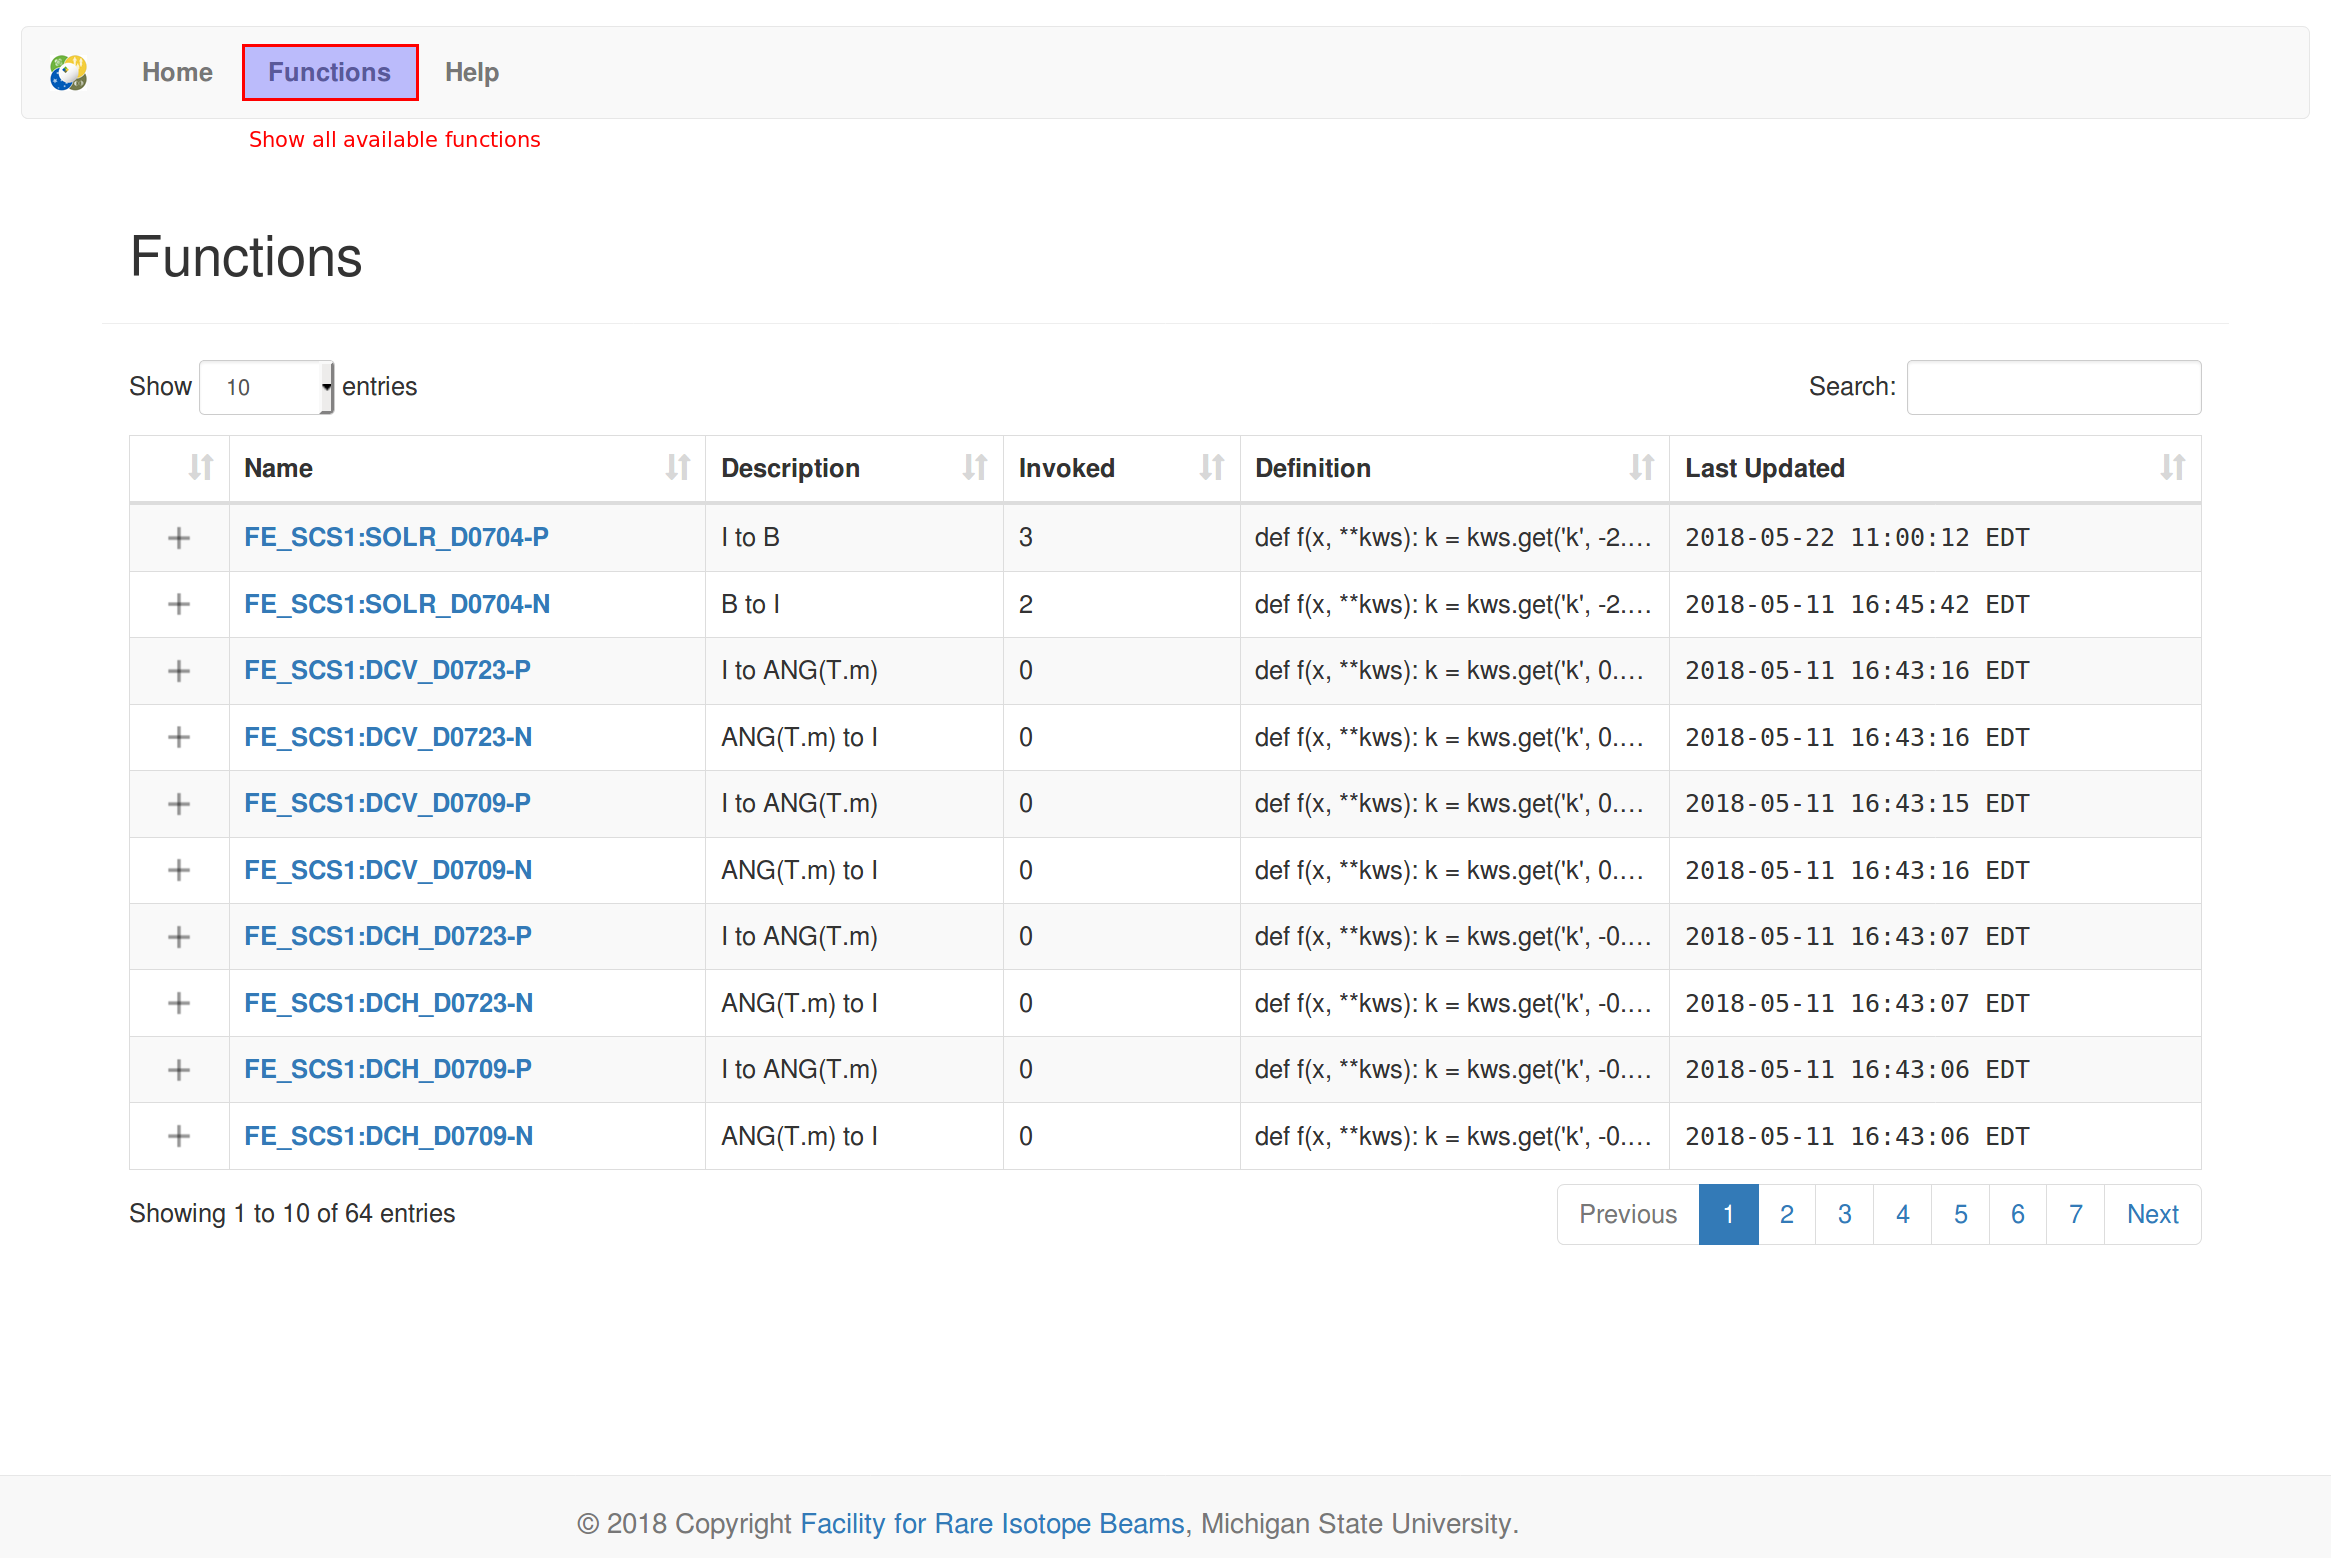 Home Functions Help
Show all available functions
Functions
Show 10 entries Search:
Name Description Invoked Definition Last Updated
FE_SCS1:SOLR_D0704-P I to B 3 def f(x, **kws): k = kws.get('k', -2.… 2018-05-22 11:00:12 EDT
FE_SCS1:SOLR_D0704-N B to I 2 def f(x, **kws): k = kws.get('k', -2.… 2018-05-11 16:45:42 EDT
FE_SCS1:DCV_D0723-P I to ANG(T.m) 0 def f(x, **kws): k = kws.get('k', 0.… 2018-05-11 16:43:16 EDT
FE_SCS1:DCV_D0723-N ANG(T.m) to I 0 def f(x, **kws): k = kws.get('k', 0.… 2018-05-11 16:43:16 EDT
FE_SCS1:DCV_D0709-P I to ANG(T.m) 0 def f(x, **kws): k = kws.get('k', 0.… 2018-05-11 16:43:15 EDT
FE_SCS1:DCV_D0709-N ANG(T.m) to I 0 def f(x, **kws): k = kws.get('k', 0.… 2018-05-11 16:43:16 EDT
FE_SCS1:DCH_D0723-P I to ANG(T.m) 0 def f(x, **kws): k = kws.get('k', -0.… 2018-05-11 16:43:07 EDT
FE_SCS1:DCH_D0723-N ANG(T.m) to I 0 def f(x, **kws): k = kws.get('k', -0.… 2018-05-11 16:43:07 EDT
FE_SCS1:DCH_D0709-P I to ANG(T.m) 0 def f(x, **kws): k = kws.get('k', -0.… 2018-05-11 16:43:06 EDT
FE_SCS1:DCH_D0709-N ANG(T.m) to I 0 def f(x, **kws): k = kws.get('k', -0.… 2018-05-11 16:43:06 EDT
Showing 1 to 10 of 64 entries Previous 1 2 3 4 5 6 7 Next
© 2018 Copyright Facility for Rare Isotope Beams, Michigan State University.